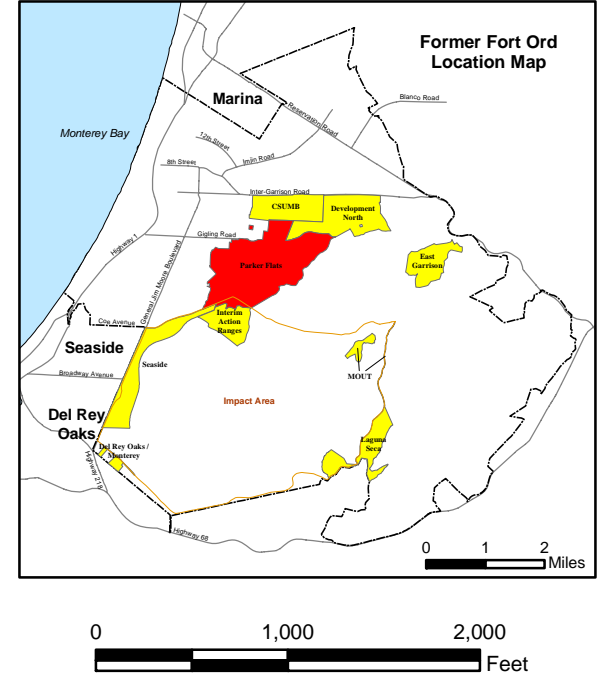 Former Fort Ord
Location Map
Marina
Blanco Road
Reservation Road
Monterey Bay
12th Street
Imjin Road
8th Street
Inter-Garrison Road
CSUMB
Development
North
Gigling Road
Highway 1
General Jim Moore Boulevard
East
Garrison
Parker Flats
Interim
Action
Ranges
Coe Avenue
Seaside
Seaside
Broadway Avenue
MOUT
Impact Area
Del Rey
Oaks
Del Rey Oaks /
Monterey
Laguna
Seca
Highway 218
Highway 68
0 1 2
Miles
0 1,000 2,000
Feet